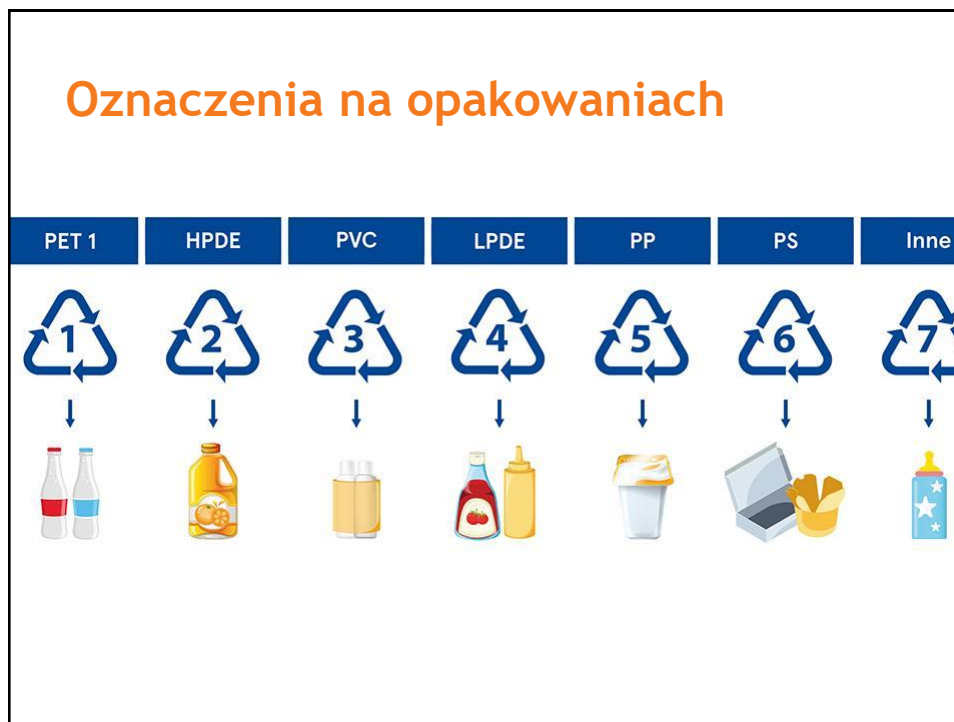 Oznaczenia na opakowaniach
PET 1 HPDE PVC LPDE PP PS Inne
1 2 3 4 5 6 7